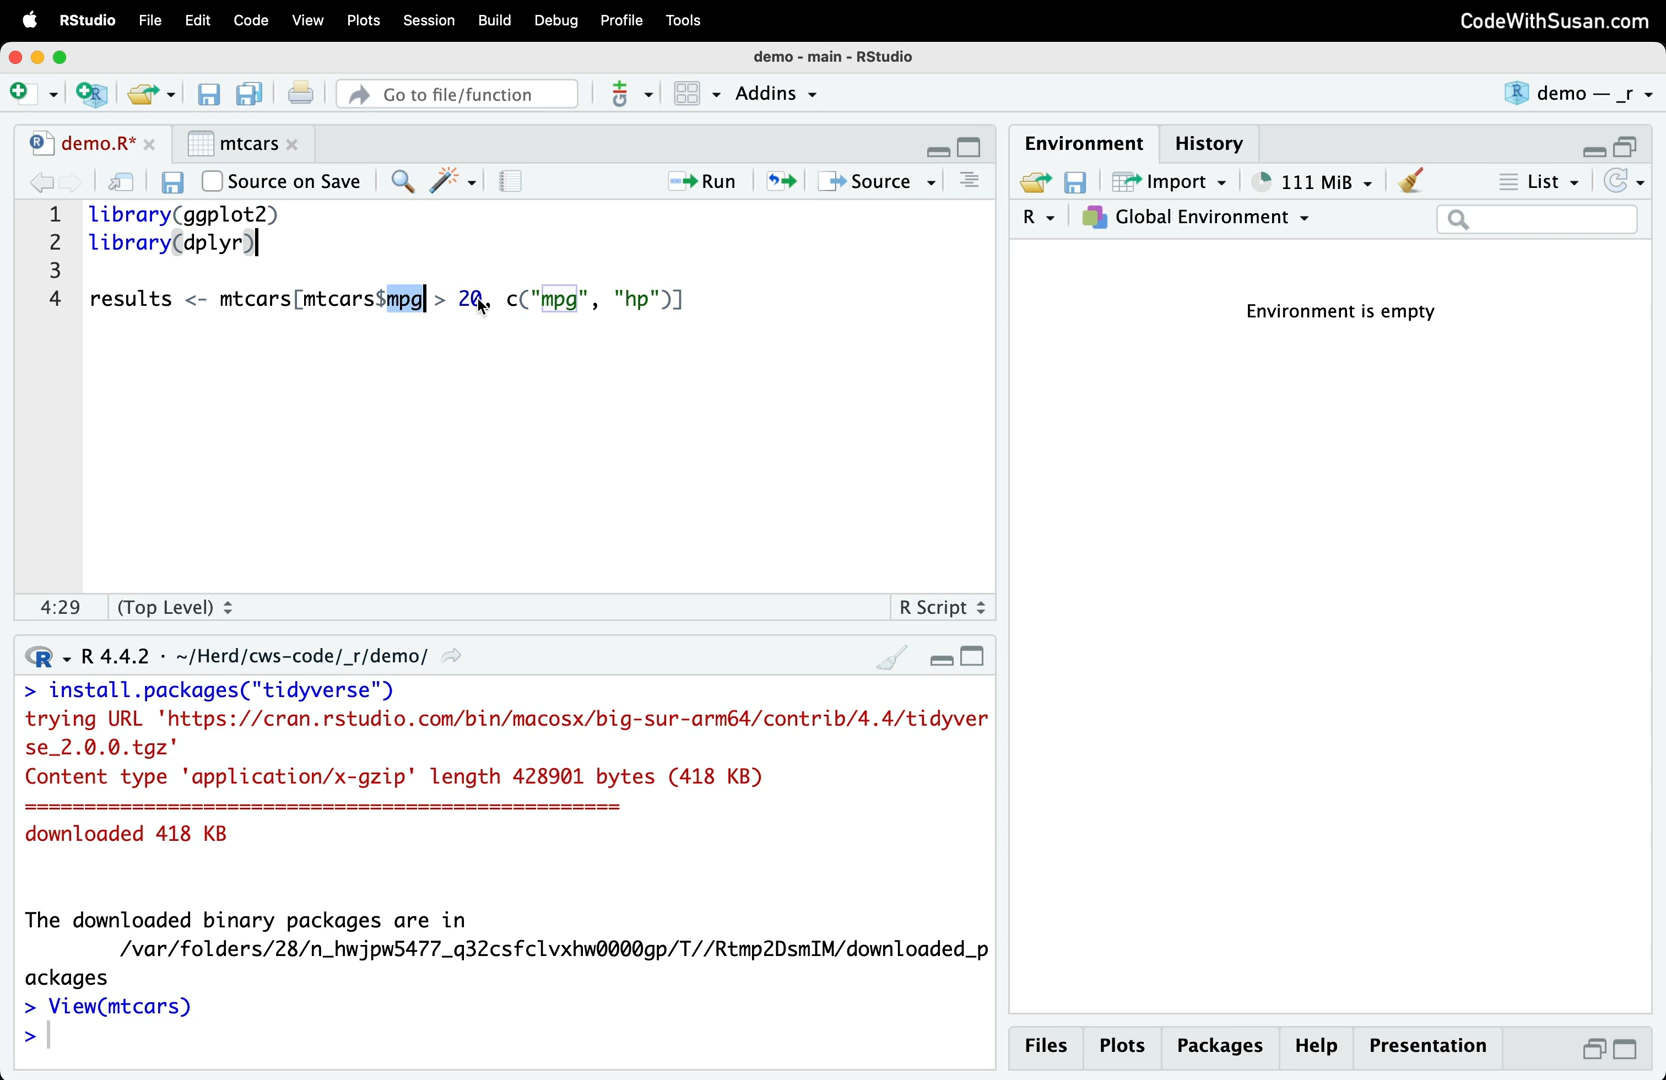 RStudio File Edit Code View Plots Session Build Debug Profile Tools CodeWithSusan.com
demo - main - RStudio
Go to file/function Addins demo — _r
demo.R* mtcars
Source on Save Run Source
1 library(ggplot2)
2 library(dplyr)
3
4 results <- mtcars[mtcars$mpg > 20, c("mpg", "hp")]
4:29 (Top Level) R Script
R 4.4.2 · ~/Herd/cws-code/_r/demo/
> install.packages("tidyverse")
trying URL 'https://cran.rstudio.com/bin/macosx/big-sur-arm64/contrib/4.4/tidyver
se_2.0.0.tgz'
Content type 'application/x-gzip' length 428901 bytes (418 KB)
==================================================
downloaded 418 KB
The downloaded binary packages are in
/var/folders/28/n_hwjpw5477_q32csfclvxhw0000gp/T//Rtmp2DsmIM/downloaded_p
ackages
> View(mtcars)
>
Environment History
Import 111 MiB List
R Global Environment
Environment is empty
Files Plots Packages Help Presentation